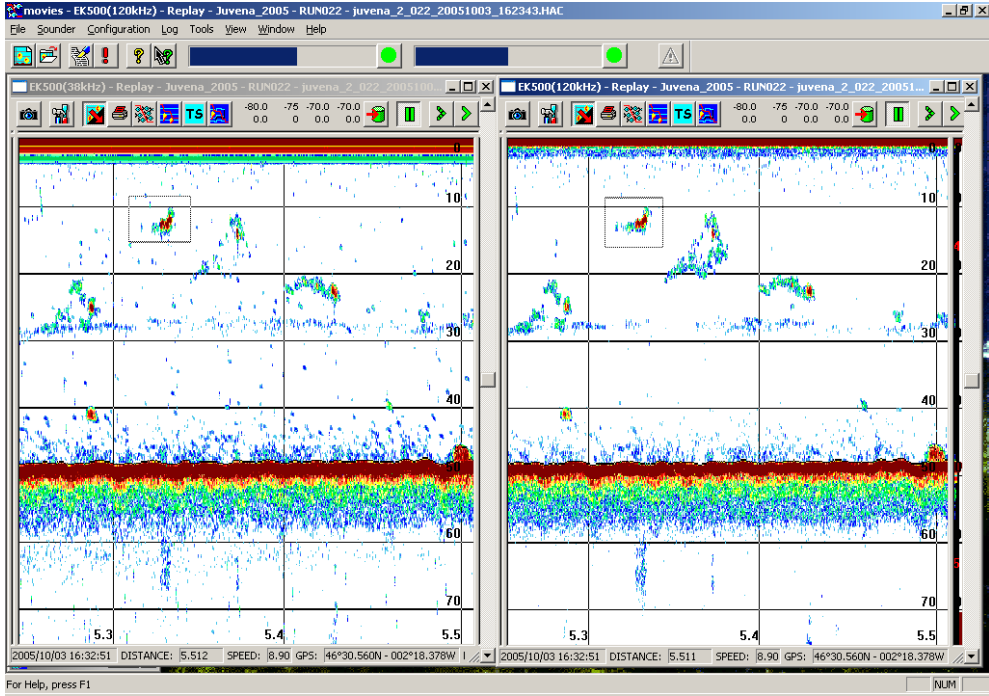 movies - EK500(120kHz) - Replay - Juvena_2005 - RUN022 - juvena_2_022_20051003_162343.HAC
File Sounder Configuration Log Tools View Window Help
EK500(38kHz) - Replay - Juvena_2005 - RUN022 - juvena_2_022_2005100...
TS -80.0 -75 -70.0 -70.0
0.0 0 0.0 0.0
0
10
20
30
40
50
60
70
5.3 5.4 5.5
2005/10/03 16:32:51 DISTANCE: 5.512 SPEED: 8.90 GPS: 46°30.560N - 002°18.378W
EK500(120kHz) - Replay - Juvena_2005 - RUN022 - juvena_2_022_20051...
TS -80.0 -75 -70.0 -70.0
0.0 0 0.0 0.0
0
10
20
30
40
50
60
70
5.3 5.4 5.5
2005/10/03 16:32:51 DISTANCE: 5.511 SPEED: 8.90 GPS: 46°30.560N - 002°18.378W
For Help, press F1 NUM